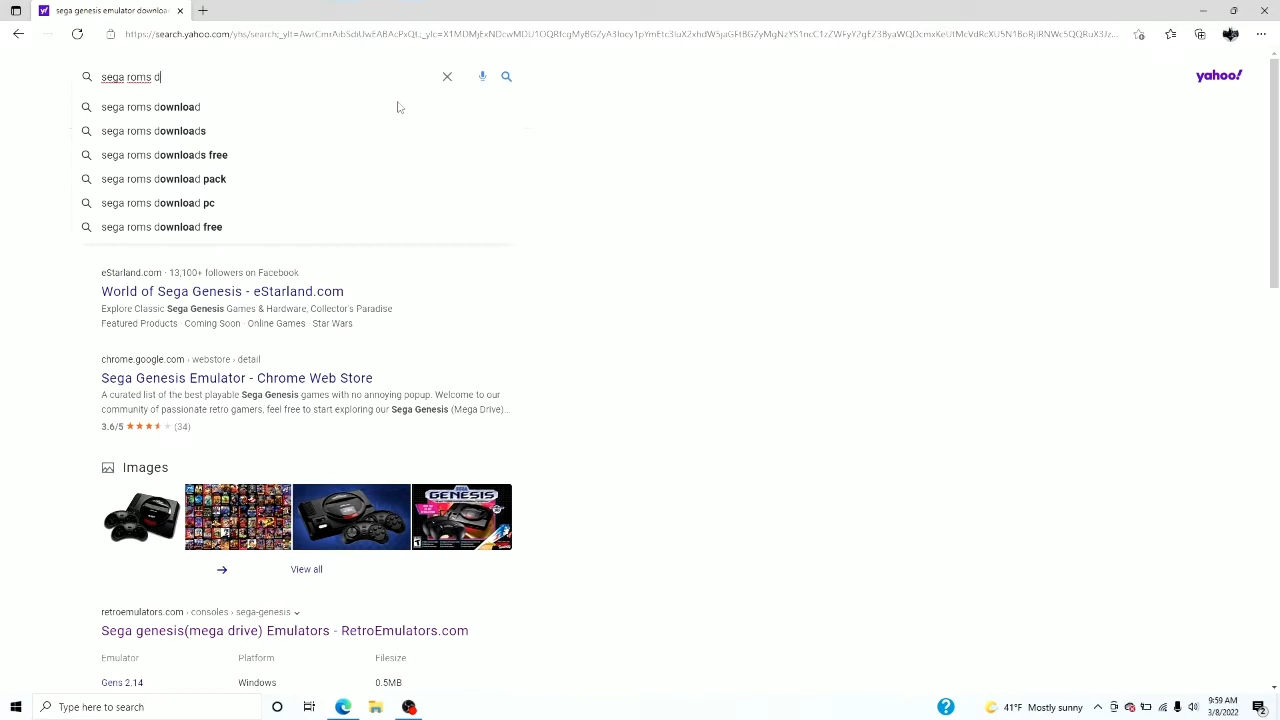 sega genesis emulator downloa
https://search.yahoo.com/yhs/search;_ylt=
sega roms d
yahoo!
sega roms download
sega roms downloads
sega roms downloads free
sega roms download pack
sega roms download pc
sega roms download free
eStarland.com · 13,100+ followers on Facebook
World of Sega Genesis - eStarland.com
Explore Classic Sega Genesis Games & Hardware, Collector's Paradise
Featured Products · Coming Soon · Online Games · Star Wars
chrome.google.com › webstore › detail
Sega Genesis Emulator - Chrome Web Store
A curated list of the best playable Sega Genesis games with no annoying popup. Welcome to our
community of passionate retro gamers, feel free to start exploring our Sega Genesis (Mega Drive)...
3.6/5 (34)
Images
GENESIS
View all
retroemulators.com › consoles › sega-genesis
Sega genesis(mega drive) Emulators - RetroEmulators.com
Emulator Platform Filesize
Gens 2.14 Windows 0.5MB
Type here to search
41°F Mostly sunny
9:59 AM
3/8/2022